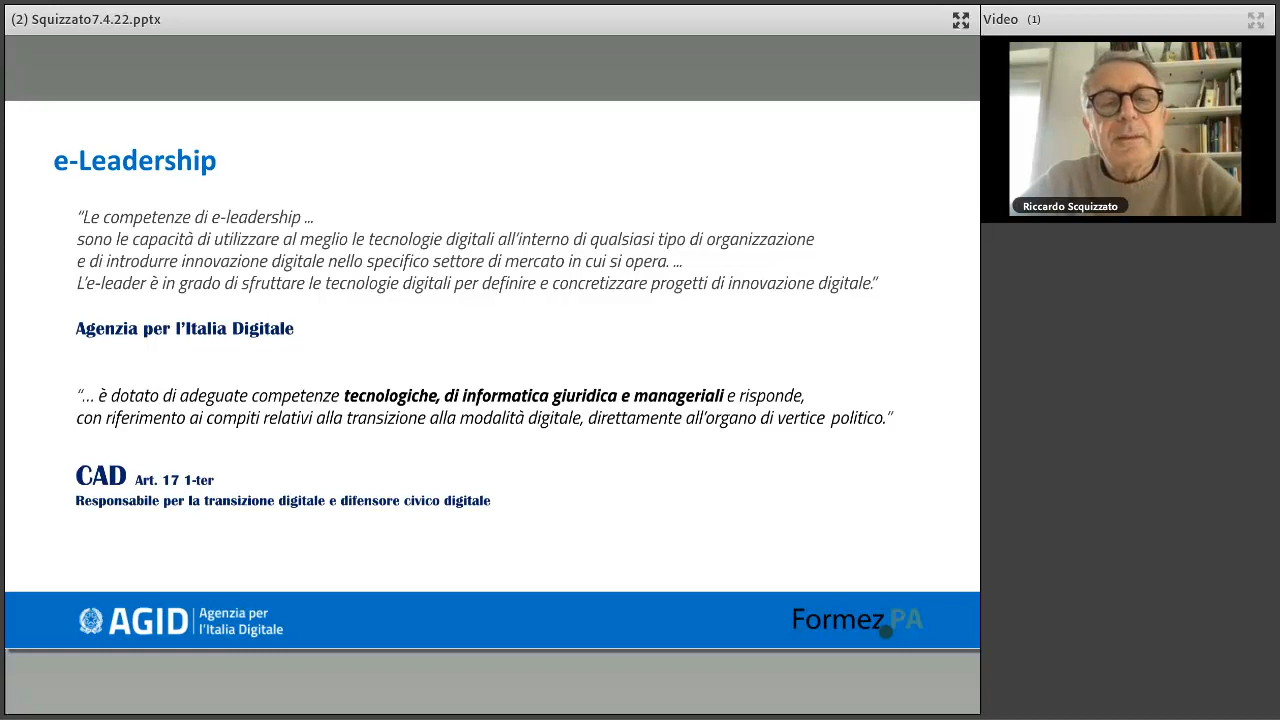 (2) Squizzato7.4.22.pptx
Video (1)
Riccardo Scquizzato
e-Leadership
“Le competenze di e-leadership ...
sono le capacità di utilizzare al meglio le tecnologie digitali all’interno di qualsiasi tipo di organizzazione
e di introdurre innovazione digitale nello specifico settore di mercato in cui si opera. ...
L’e-leader è in grado di sfruttare le tecnologie digitali per definire e concretizzare progetti di innovazione digitale.”
Agenzia per l’Italia Digitale
“... è dotato di adeguate competenze tecnologiche, di informatica giuridica e manageriali e risponde,
con riferimento ai compiti relativi alla transizione alla modalità digitale, direttamente all’organo di vertice politico.”
CAD Art. 17 1-ter
Responsabile per la transizione digitale e difensore civico digitale
AGID Agenzia per
l’Italia Digitale
Formez PA